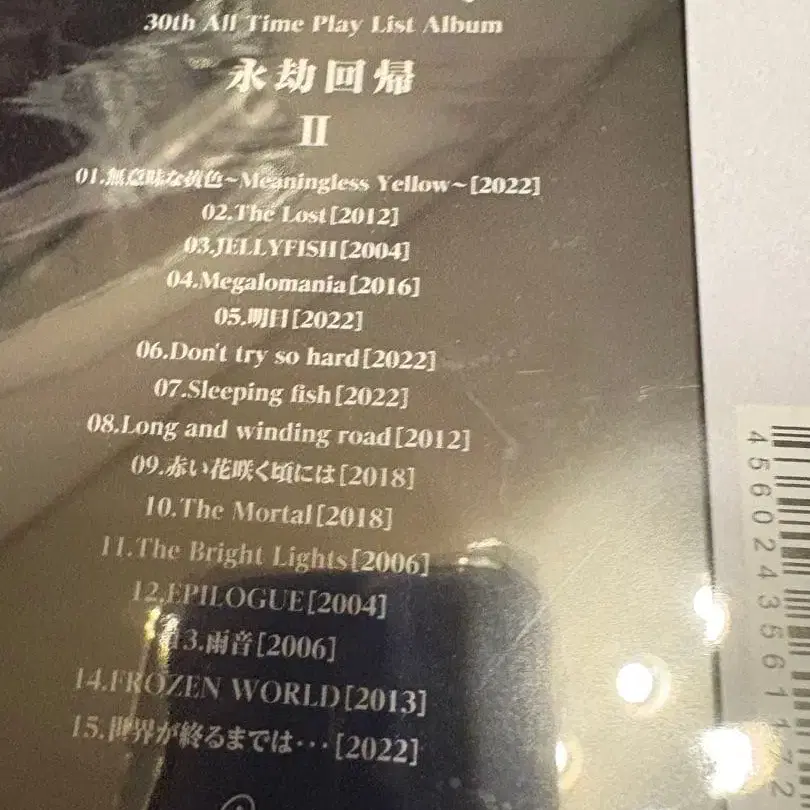 30th All Time Play List Album
永劫回帰
II
01.無意味な黄色~Meaningless Yellow~[2022]
02.The Lost[2012]
03.JELLYFISH[2004]
04.Megalomania[2016]
05.明日[2022]
06.Don't try so hard[2022]
07.Sleeping fish[2022]
08.Long and winding road[2012]
09.赤い花咲く頃には[2018]
10.The Mortal[2018]
11.The Bright Lights[2006]
12.EPILOGUE[2004]
13.雨音[2006]
14.FROZEN WORLD[2013]
15.世界が終るまでは…[2022]
4560243561172